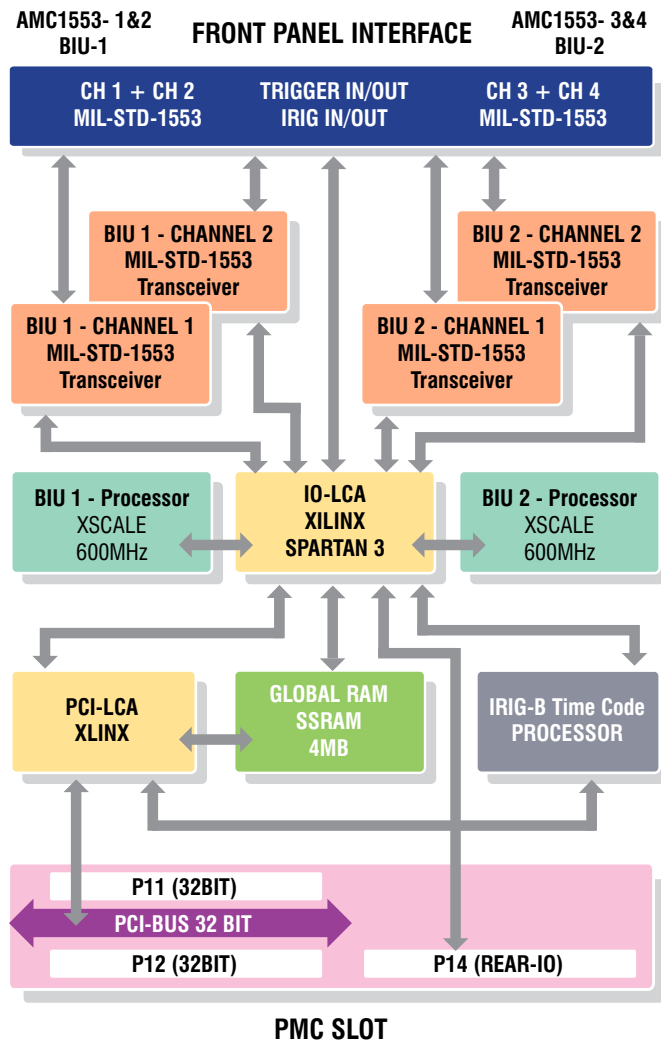 AMC1553- 1&2
BIU-1
FRONT PANEL INTERFACE
AMC1553- 3&4
BIU-2
CH 1 + CH 2
MIL-STD-1553
TRIGGER IN/OUT
IRIG IN/OUT
CH 3 + CH 4
MIL-STD-1553
BIU 1 - CHANNEL 2
MIL-STD-1553
Transceiver
BIU 2 - CHANNEL 2
MIL-STD-1553
Transceiver
BIU 1 - CHANNEL 1
MIL-STD-1553
Transceiver
BIU 2 - CHANNEL 1
MIL-STD-1553
Transceiver
BIU 1 - Processor
XSCALE
600MHz
IO-LCA
XILINX
SPARTAN 3
BIU 2 - Processor
XSCALE
600MHz
PCI-LCA
XLINX
GLOBAL RAM
SSRAM
4MB
IRIG-B Time Code
PROCESSOR
P11 (32BIT)
PCI-BUS 32 BIT
P12 (32BIT)
P14 (REAR-IO)
PMC SLOT